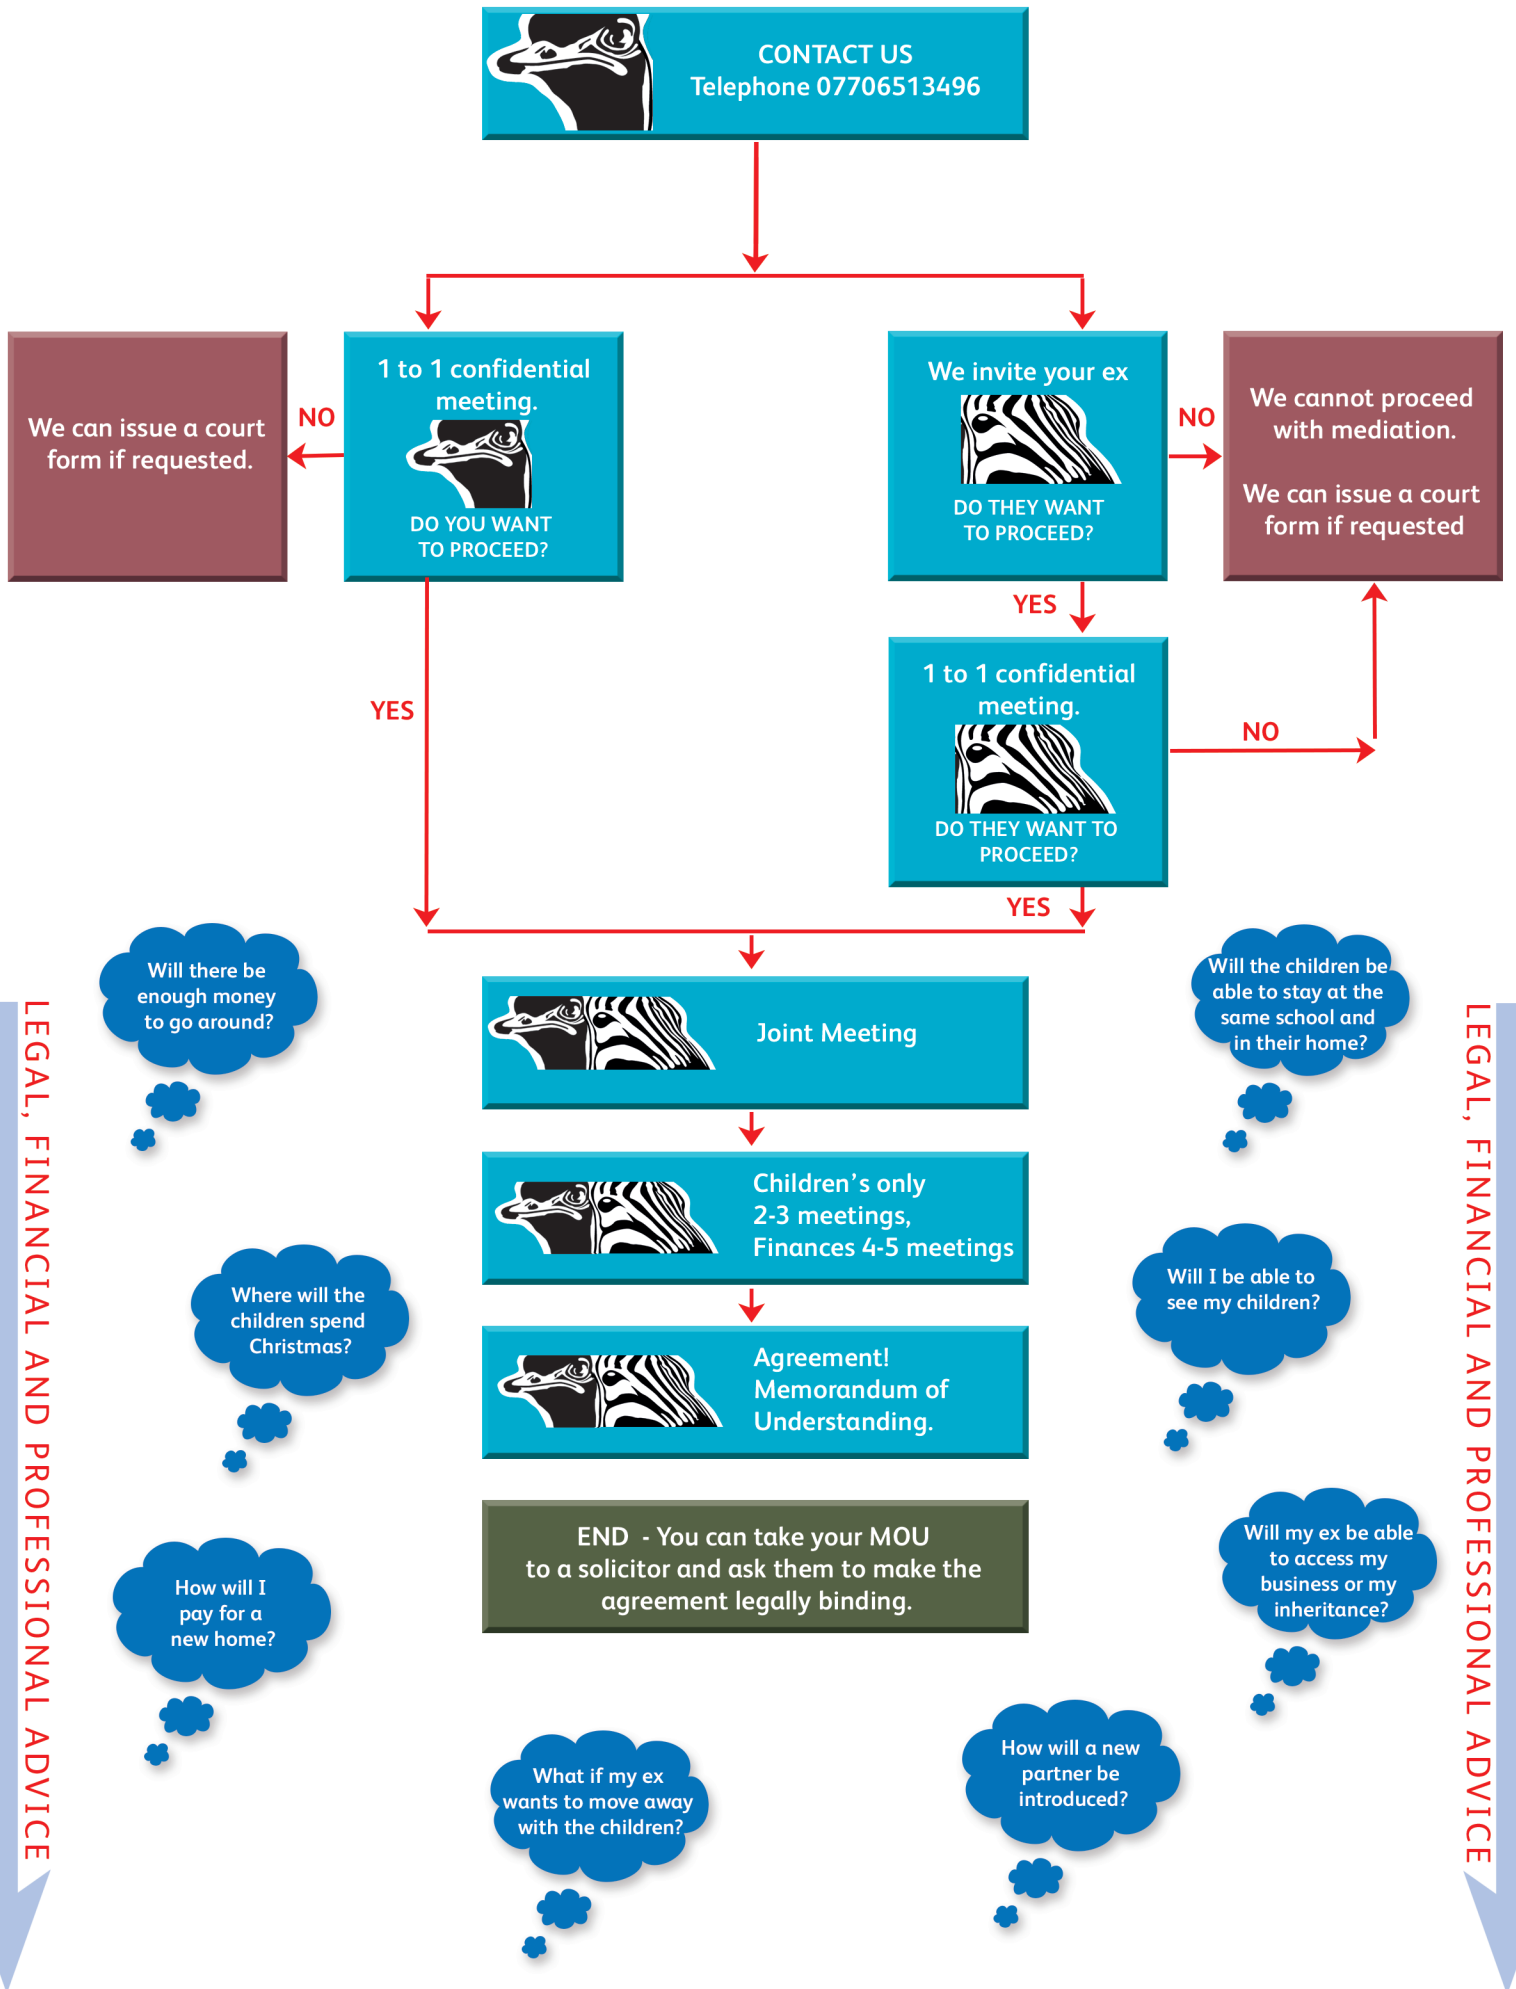 CONTACT US
Telephone 07706513496
We can issue a court
form if requested.
NO
1 to 1 confidential
meeting.
DO YOU WANT
TO PROCEED?
We invite your ex
DO THEY WANT
TO PROCEED?
NO
We cannot proceed
with mediation.
We can issue a court
form if requested
YES
1 to 1 confidential
meeting.
DO THEY WANT TO
PROCEED?
NO
YES
YES
Will there be
enough money
to go around?
Will the children be
able to stay at the
same school and
in their home?
LEGAL, FINANCIAL AND PROFESSIONAL ADVICE
LEGAL, FINANCIAL AND PROFESSIONAL ADVICE
Joint Meeting
Children's only
2-3 meetings,
Finances 4-5 meetings
Where will the
children spend
Christmas?
Will I be able to
see my children?
Agreement!
Memorandum of
Understanding.
END - You can take your MOU
to a solicitor and ask them to make the
agreement legally binding.
How will I
pay for a
new home?
Will my ex be able
to access my
business or my
inheritance?
What if my ex
wants to move away
with the children?
How will a new
partner be
introduced?